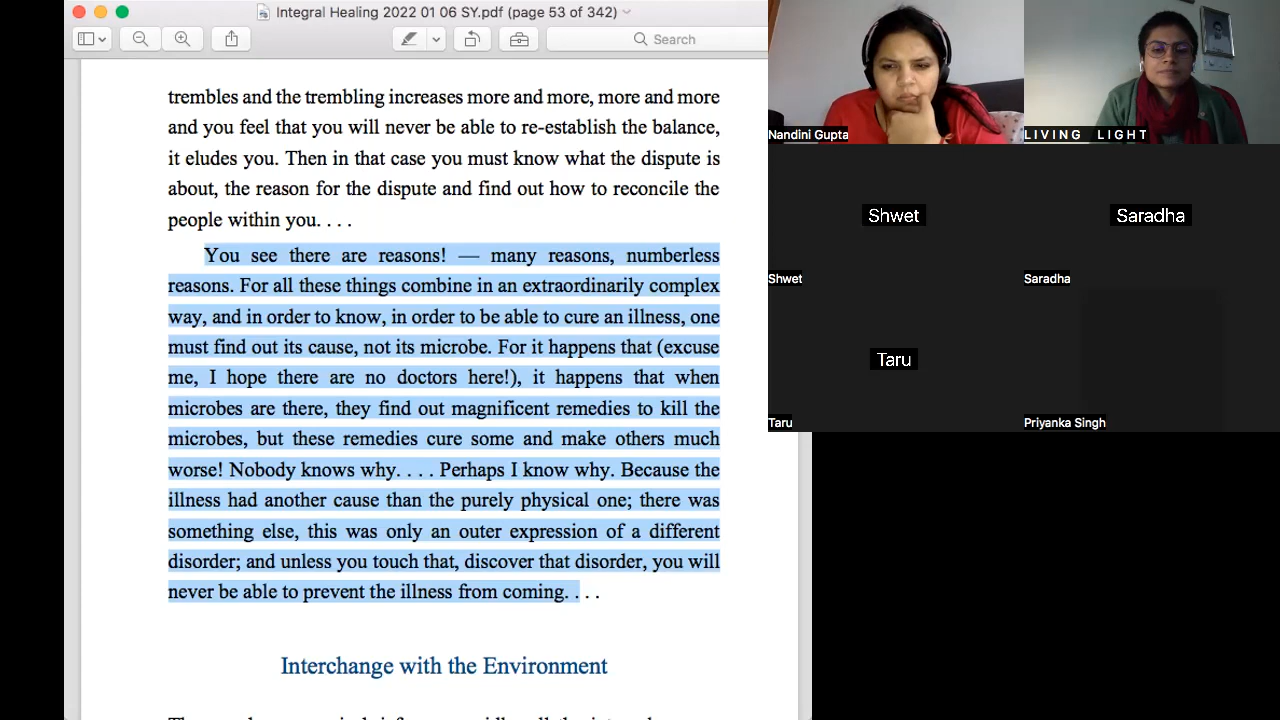 Integral Healing 2022 01 06 SY.pdf (page 53 of 342)
Search
trembles and the trembling increases more and more, more and more
and you feel that you will never be able to re-establish the balance,
it eludes you. Then in that case you must know what the dispute is
about, the reason for the dispute and find out how to reconcile the
people within you. . . .
You see there are reasons! — many reasons, numberless
reasons. For all these things combine in an extraordinarily complex
way, and in order to know, in order to be able to cure an illness, one
must find out its cause, not its microbe. For it happens that (excuse
me, I hope there are no doctors here!), it happens that when
microbes are there, they find out magnificent remedies to kill the
microbes, but these remedies cure some and make others much
worse! Nobody knows why. . . . Perhaps I know why. Because the
illness had another cause than the purely physical one; there was
something else, this was only an outer expression of a different
disorder; and unless you touch that, discover that disorder, you will
never be able to prevent the illness from coming. . . .
Interchange with the Environment
Nandini Gupta
LIVING LIGHT
Shwet
Saradha
Shwet
Saradha
Taru
Taru
Priyanka Singh